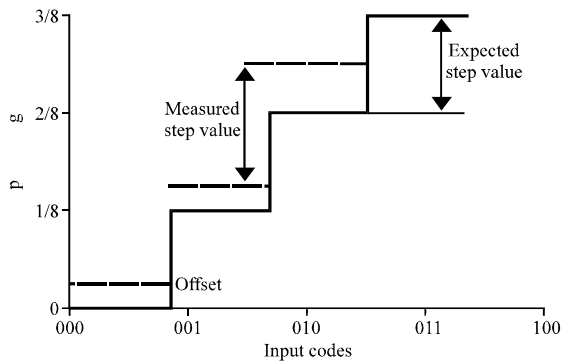 3/8
Expected
step value
Measured
step value
2/8
p g
1/8
Offset
0
000 001 010 011 100
Input codes